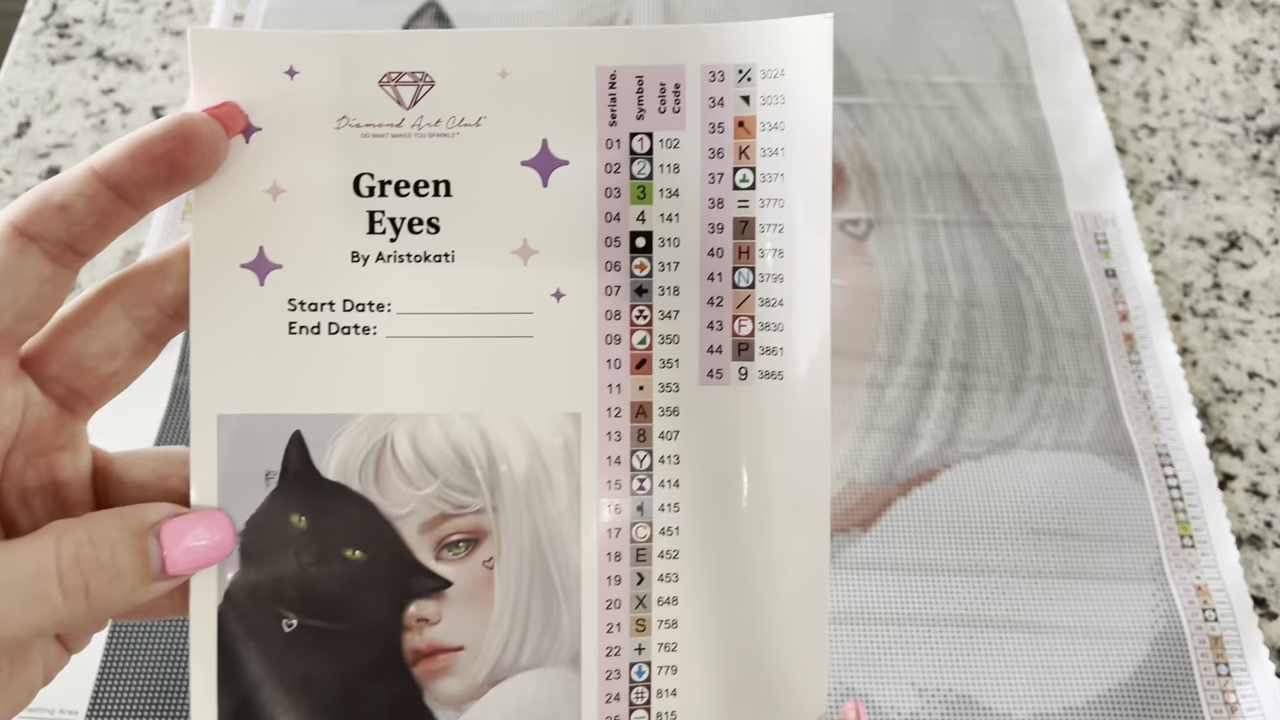 Diamond Art Club
DO WHAT MAKES YOU SPARKLE
Green
Eyes
By Aristokati
Start Date:
End Date:
Serial No. Symbol Color Code
01 1 102
02 2 118
03 3 134
04 4 141
05 310
06 317
07 318
08 347
09 350
10 351
11 353
12 A 356
13 8 407
14 Y 413
15 414
16 415
17 C 451
18 E 452
19 453
20 X 648
21 S 758
22 + 762
23 779
24 # 814
25 815
33 3024
34 3033
35 3340
36 K 3341
37 3371
38 = 3770
39 7 3772
40 H 3778
41 N 3799
42 / 3824
43 F 3830
44 P 3861
45 9 3865